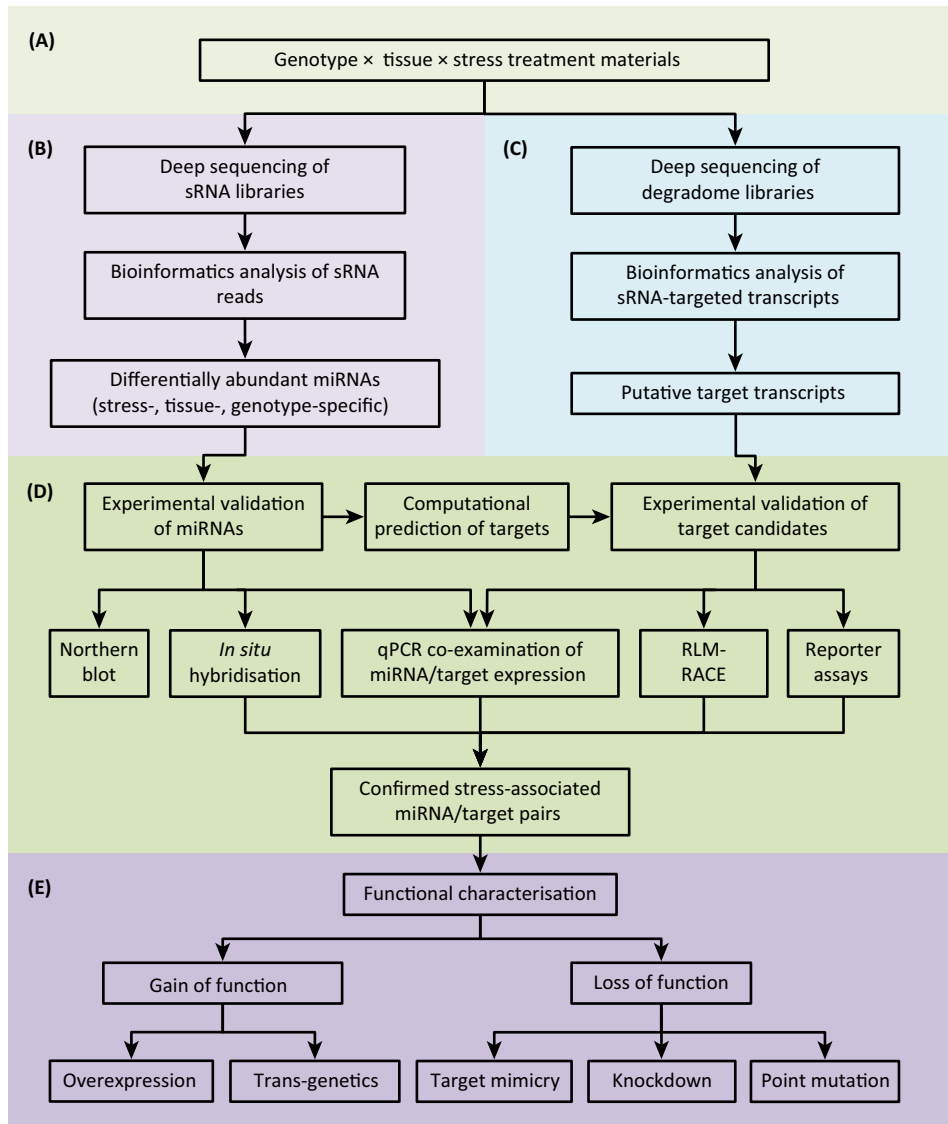 (A)
Genotype × tissue × stress treatment materials
(B)
Deep sequencing of
sRNA libraries
Bioinformatics analysis of sRNA
reads
Differentially abundant miRNAs
(stress-, tissue-, genotype-specific)
(C)
Deep sequencing of
degradome libraries
Bioinformatics analysis of
sRNA-targeted transcripts
Putative target transcripts
(D)
Experimental validation
of miRNAs
Computational
prediction of targets
Experimental validation of
target candidates
Northern
blot
In situ
hybridisation
qPCR co-examination of
miRNA/target expression
RLM-
RACE
Reporter
assays
Confirmed stress-associated
miRNA/target pairs
(E)
Functional characterisation
Gain of function
Loss of function
Overexpression
Trans-genetics
Target mimicry
Knockdown
Point mutation